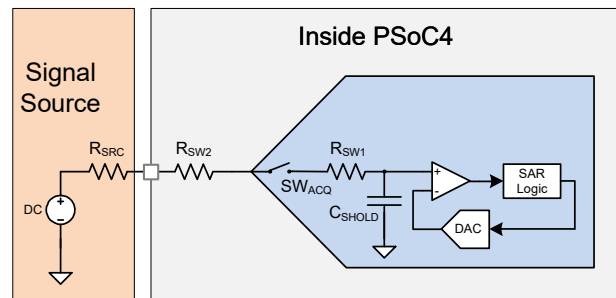 Inside PSoC4
Signal
Source
RSRC
RSW2
RSW1
SWACQ
CSHOLD
DC
+
−
+
-
SAR
Logic
DAC